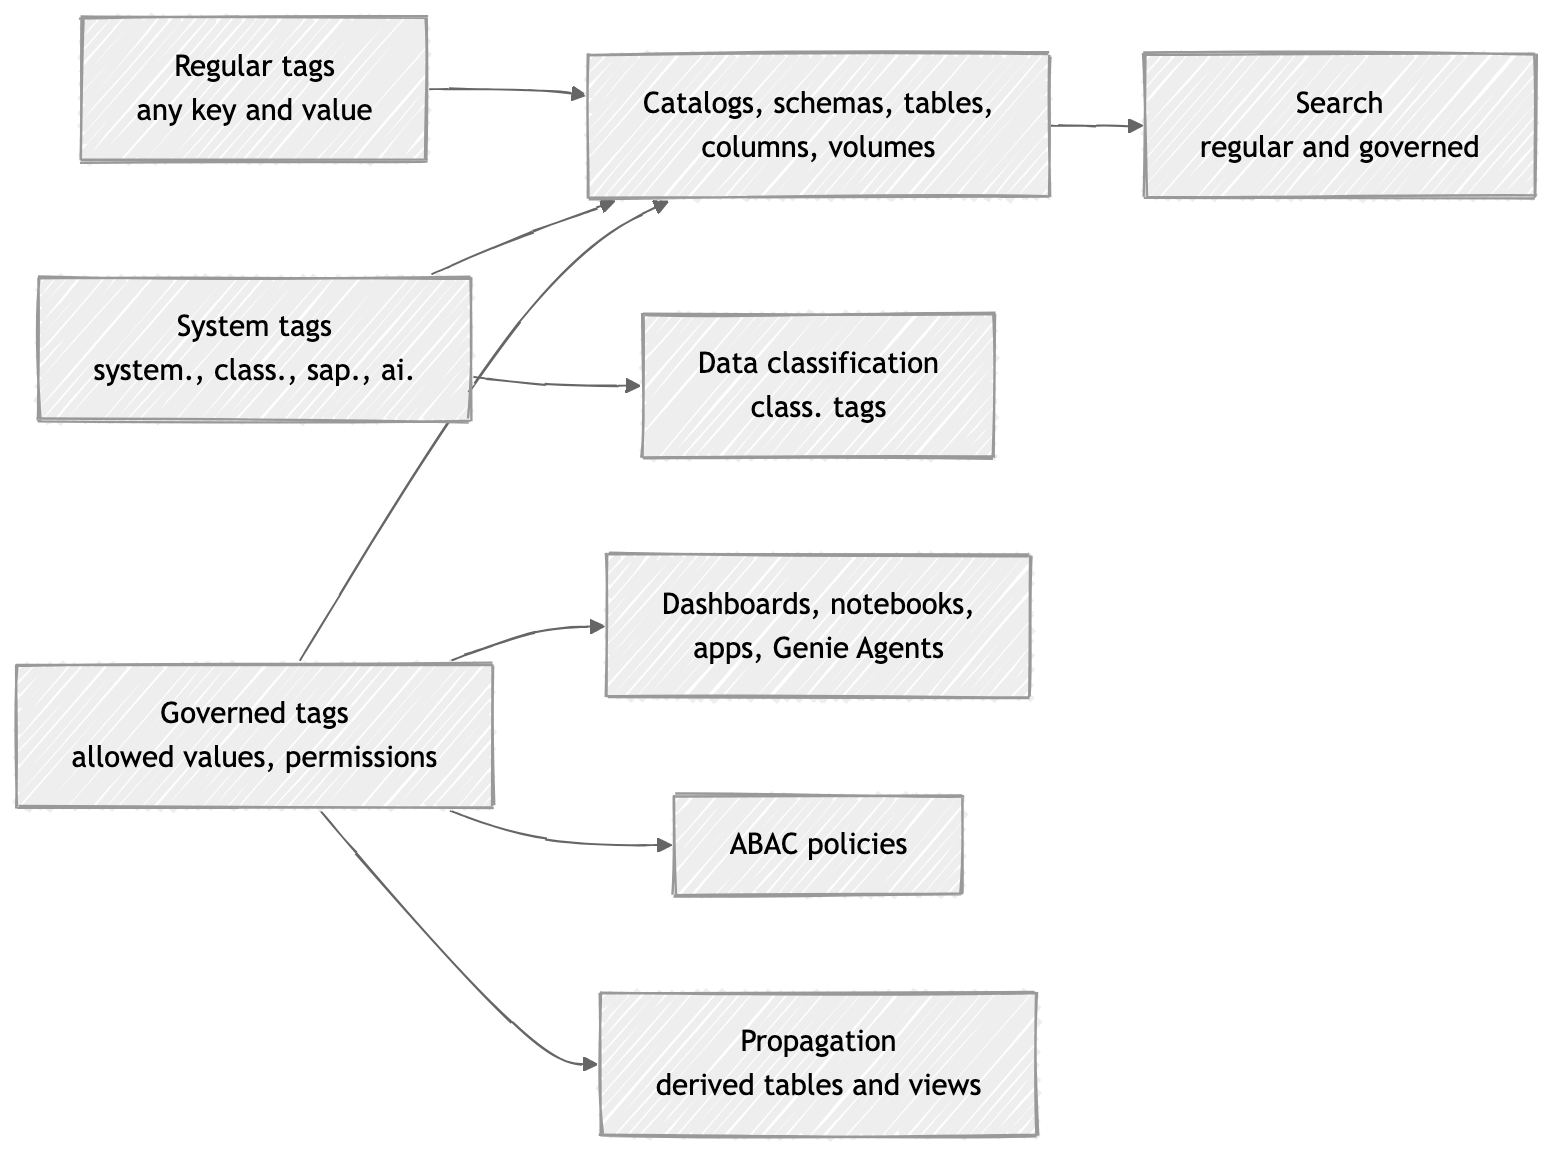 Regular tags
any key and value
Catalogs, schemas, tables,
columns, volumes
Search
regular and governed
System tags
system., class., sap., ai.
Data classification
class. tags
Dashboards, notebooks,
apps, Genie Agents
Governed tags
allowed values, permissions
ABAC policies
Propagation
derived tables and views